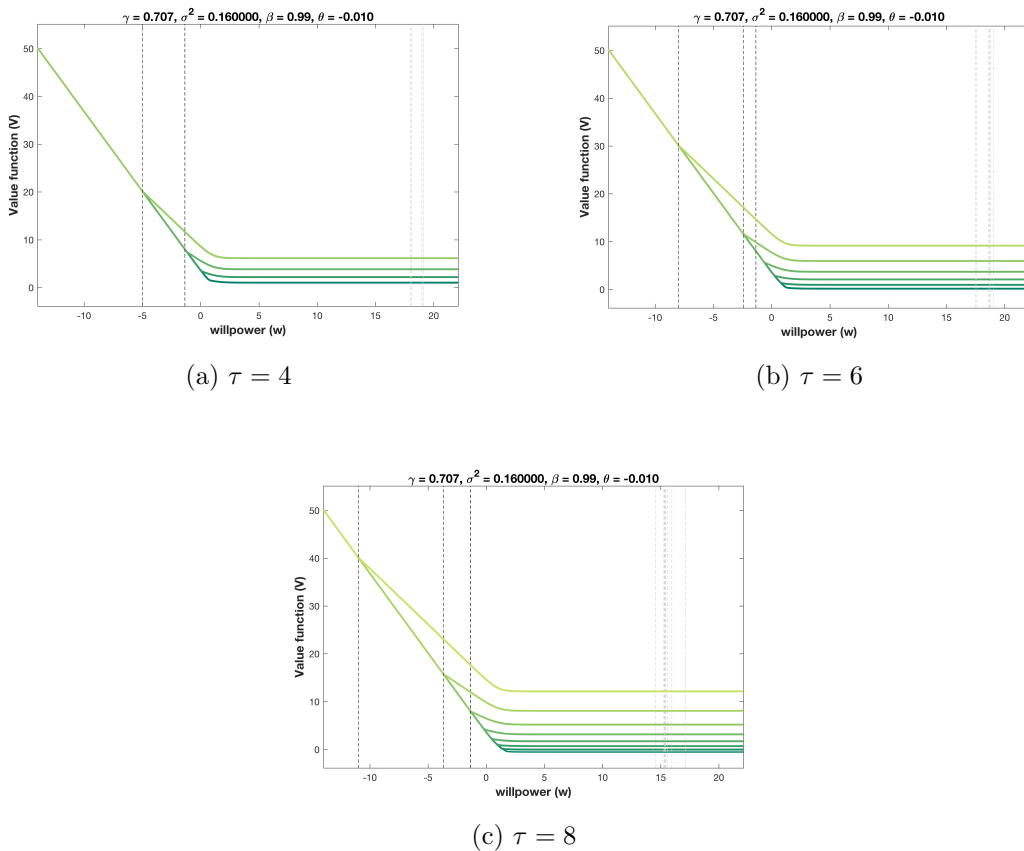 γ = 0.707, σ² = 0.160000, β = 0.99, θ = -0.010
Value function (V)
50
40
30
20
10
0
-10 -5 0 5 10 15 20
willpower (w)
(a) τ = 4
γ = 0.707, σ² = 0.160000, β = 0.99, θ = -0.010
Value function (V)
50
40
30
20
10
0
-10 -5 0 5 10 15 20
willpower (w)
(b) τ = 6
γ = 0.707, σ² = 0.160000, β = 0.99, θ = -0.010
Value function (V)
50
40
30
20
10
0
-10 -5 0 5 10 15 20
willpower (w)
(c) τ = 8